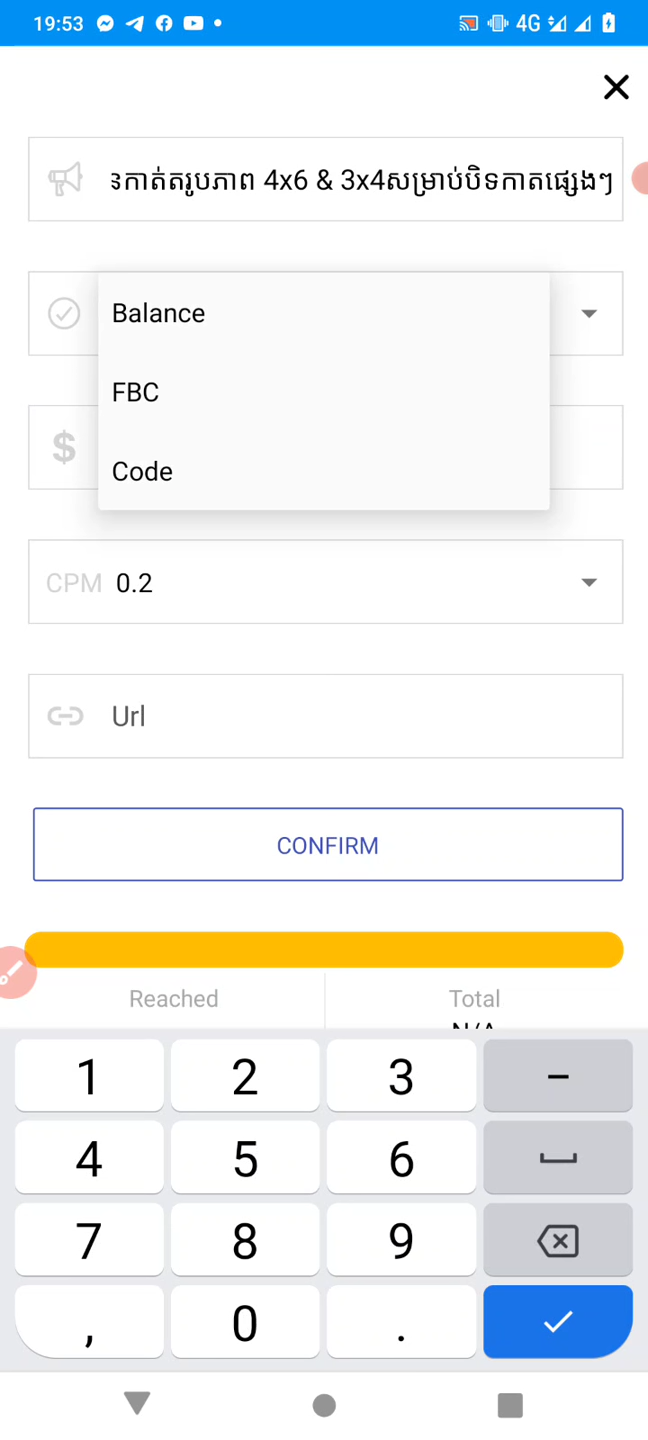 19:53
4G
កាត់តរូបភាព 4x6 & 3x4សម្រាប់បិទកាតផ្សេងៗ
Balance
FBC
Code
$
CPM 0.2
Url
CONFIRM
Reached
Total
N/A
1 2 3 -
4 5 6
7 8 9
, 0 .